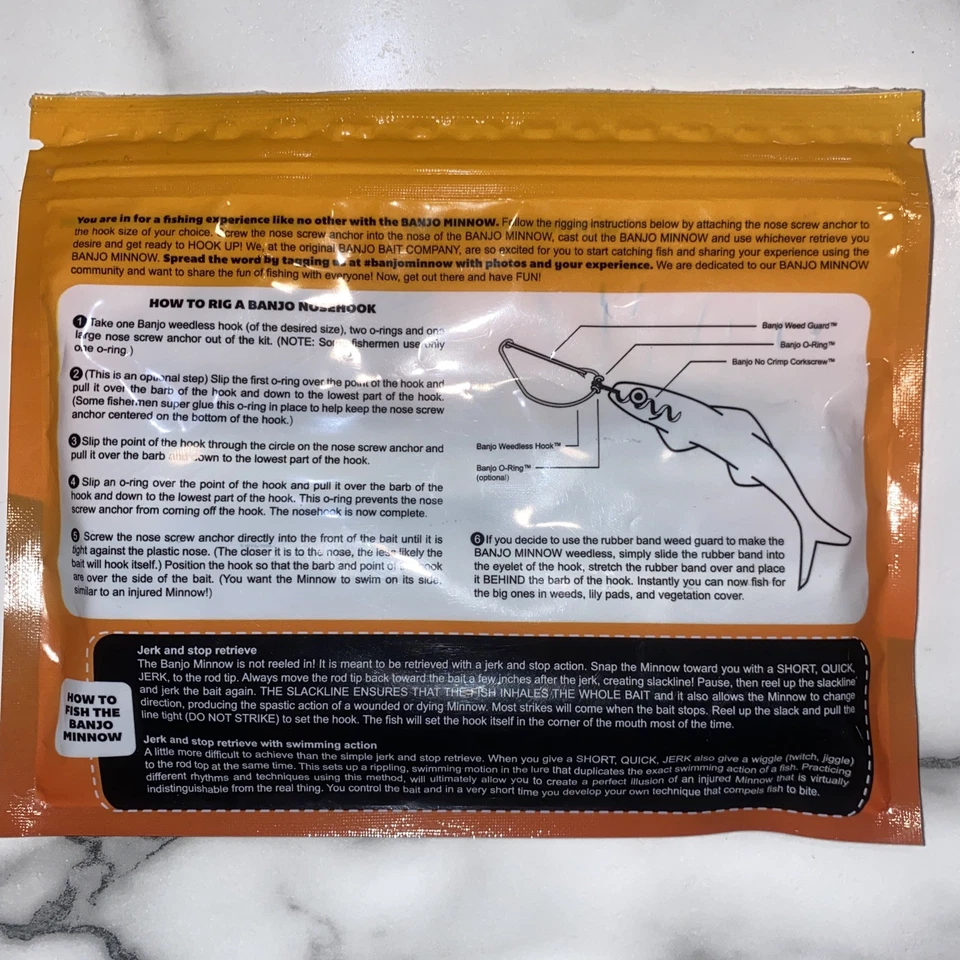 You are in for a fishing experience like no other with the BANJO MINNOW. Follow the rigging instructions below by attaching the nose screw anchor to
the hook size of your choice. Screw the nose screw anchor into the nose of the BANJO MINNOW, cast out the BANJO MINNOW and use whichever retrieve you
desire and get ready to HOOK UP! We, at the original BANJO BAIT COMPANY, are so excited for you to start catching fish and sharing your experience using the
BANJO MINNOW. Spread the word by tagging us at #banjominnow with photos and your experience. We are dedicated to our BANJO MINNOW
community and want to share the fun of fishing with everyone! Now, get out there and have FUN!
HOW TO RIG A BANJO NOSEHOOK
1 Take one Banjo weedless hook (of the desired size), two o-rings and one
large nose screw anchor out of the kit. (NOTE: Some fishermen use only
one o-ring.)
2 (This is an optional step) Slip the first o-ring over the point of the hook and
pull it over the barb of the hook and down to the lowest part of the hook.
(Some fishermen super glue this o-ring in place to help keep the nose screw
anchor centered on the bottom of the hook.)
3 Slip the point of the hook through the circle on the nose screw anchor and
pull it over the barb and down to the lowest part of the hook.
4 Slip an o-ring over the point of the hook and pull it over the barb of the
hook and down to the lowest part of the hook. This o-ring prevents the nose
screw anchor from coming off the hook. The nosehook is now complete.
5 Screw the nose screw anchor directly into the front of the bait until it is
tight against the plastic nose. (The closer it is to the nose, the less likely the
bait will hook itself.) Position the hook so that the barb and point of hook
are over the side of the bait. (You want the Minnow to swim on its side,
similar to an injured Minnow!)
Banjo Weed Guard™
Banjo O-Ring™
Banjo No Crimp Corkscrew™
Banjo Weedless Hook™
Banjo O-Ring™
(optional)
6 If you decide to use the rubber band weed guard to make the
BANJO MINNOW weedless, simply slide the rubber band into
the eyelet of the hook, stretch the rubber band over and place
it BEHIND the barb of the hook. Instantly you can now fish for
the big ones in weeds, lily pads, and vegetation cover.
HOW TO
FISH THE
BANJO
MINNOW
Jerk and stop retrieve
The Banjo Minnow is not reeled in! It is meant to be retrieved with a jerk and stop action. Snap the Minnow toward you with a SHORT, QUICK,
JERK, to the rod tip. Always move the rod tip back toward the bait a few inches after the jerk, creating slackline! Pause, then reel up the slackline
and jerk the bait again. THE SLACKLINE ENSURES THAT THE FISH INHALES THE WHOLE BAIT and it also allows the Minnow to change
direction, producing the spastic action of a wounded or dying Minnow. Most strikes will come when the bait stops. Reel up the slack and pull the
line tight (DO NOT STRIKE) to set the hook. The fish will set the hook itself in the corner of the mouth most of the time.
Jerk and stop retrieve with swimming action
A little more difficult to achieve than the simple jerk and stop retrieve. When you give a SHORT, QUICK, JERK also give a wiggle (twitch, jiggle)
to the rod top at the same time. This sets up a rippling, swimming motion in the lure that duplicates the exact swimming action of a fish. Practicing
different rhythms and techniques using this method, will ultimately allow you to create a perfect illusion of an injured Minnow that is virtually
indistinguishable from the real thing. You control the bait and in a very short time you develop your own technique that compels fish to bite.